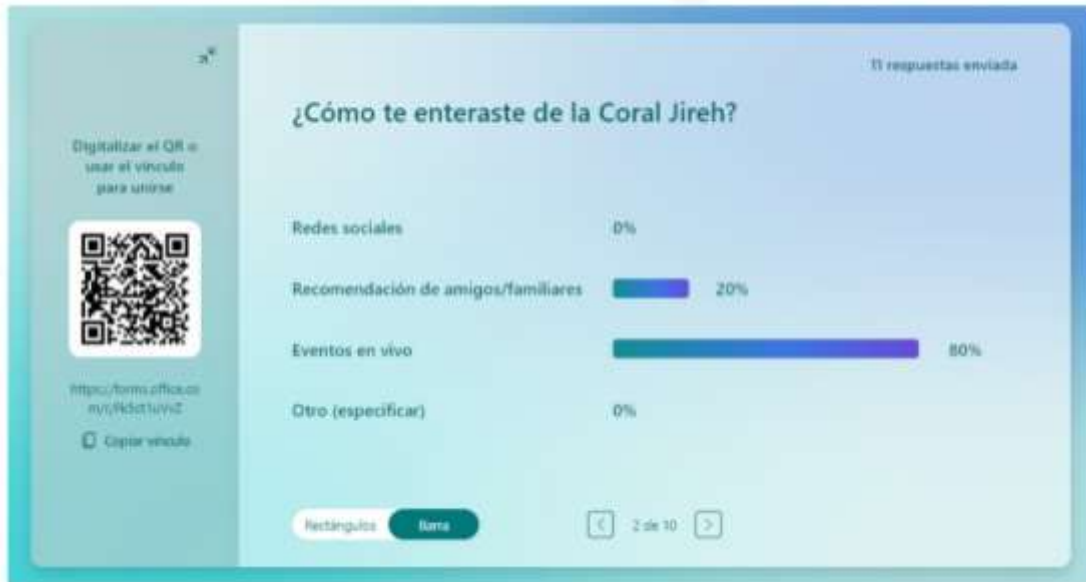 11 respuestas enviada
¿Cómo te enteraste de la Coral Jireh?
Digitalizar el QR o
usar el vínculo
para unirse
Copiar vínculo
Redes sociales 0%
Recomendación de amigos/familiares 20%
Eventos en vivo 80%
Otro (especificar) 0%
Rectángulos Barra
2 de 10